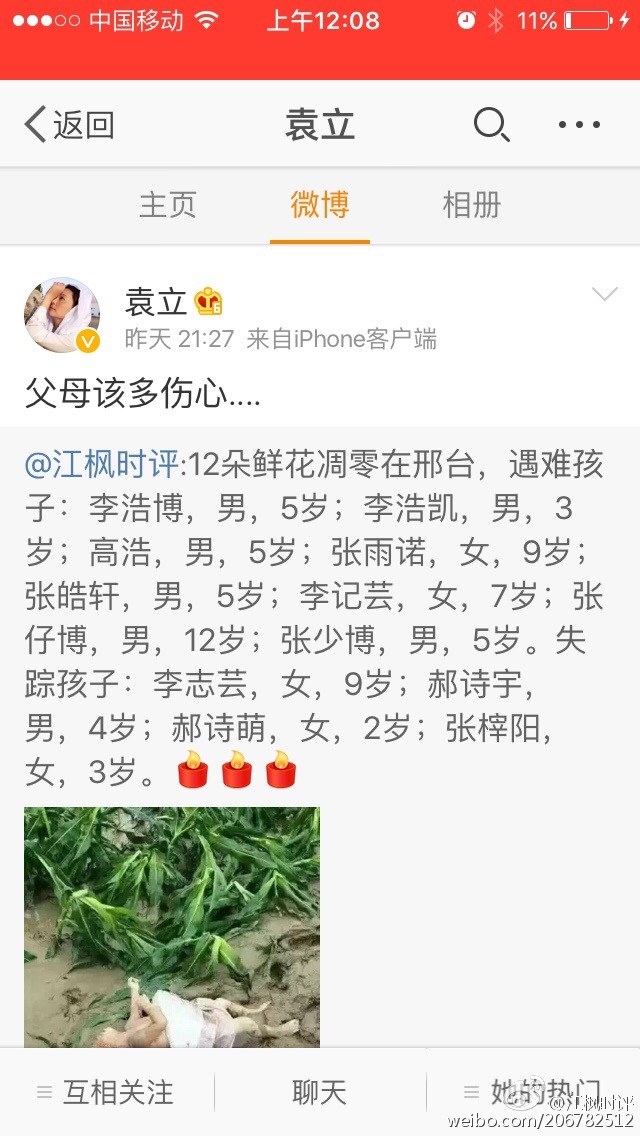 中国移动 上午12:08 11%
返回 袁立
主页 微博 相册
袁立
昨天 21:27 来自iPhone客户端
父母该多伤心....
@江枫时评:12朵鲜花凋零在邢台，遇难孩
子：李浩博，男，5岁；李浩凯，男，3
岁；高浩，男，5岁；张雨诺，女，9岁；
张皓轩，男，5岁；李记芸，女，7岁；张
仔博，男，12岁；张少博，男，5岁。失
踪孩子：李志芸，女，9岁；郝诗宇，
男，4岁；郝诗萌，女，2岁；张梓阳，
女，3岁。
互相关注 聊天 她的热门
@江枫时评
weibo.com/206782512